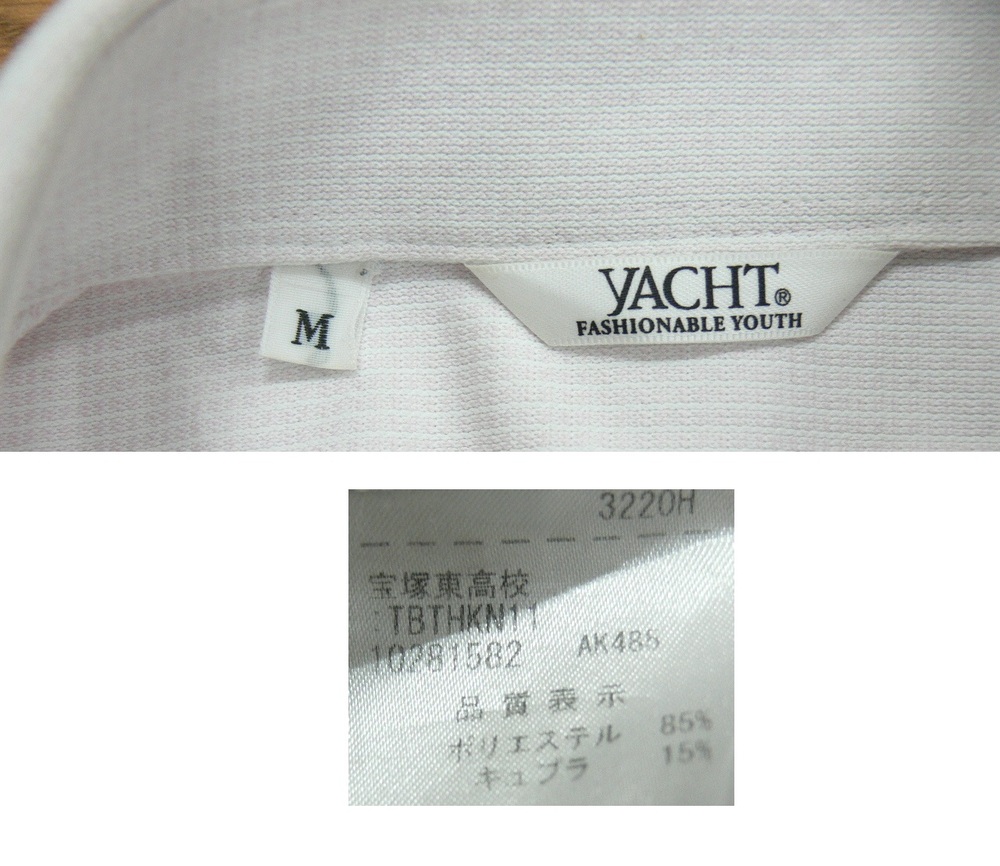 M
YACHT®
FASHIONABLE YOUTH
3220H
宝塚東高校
:TBTHKN11
10281582 AK485
品質表示
ポリエステル 85%
キュプラ 15%